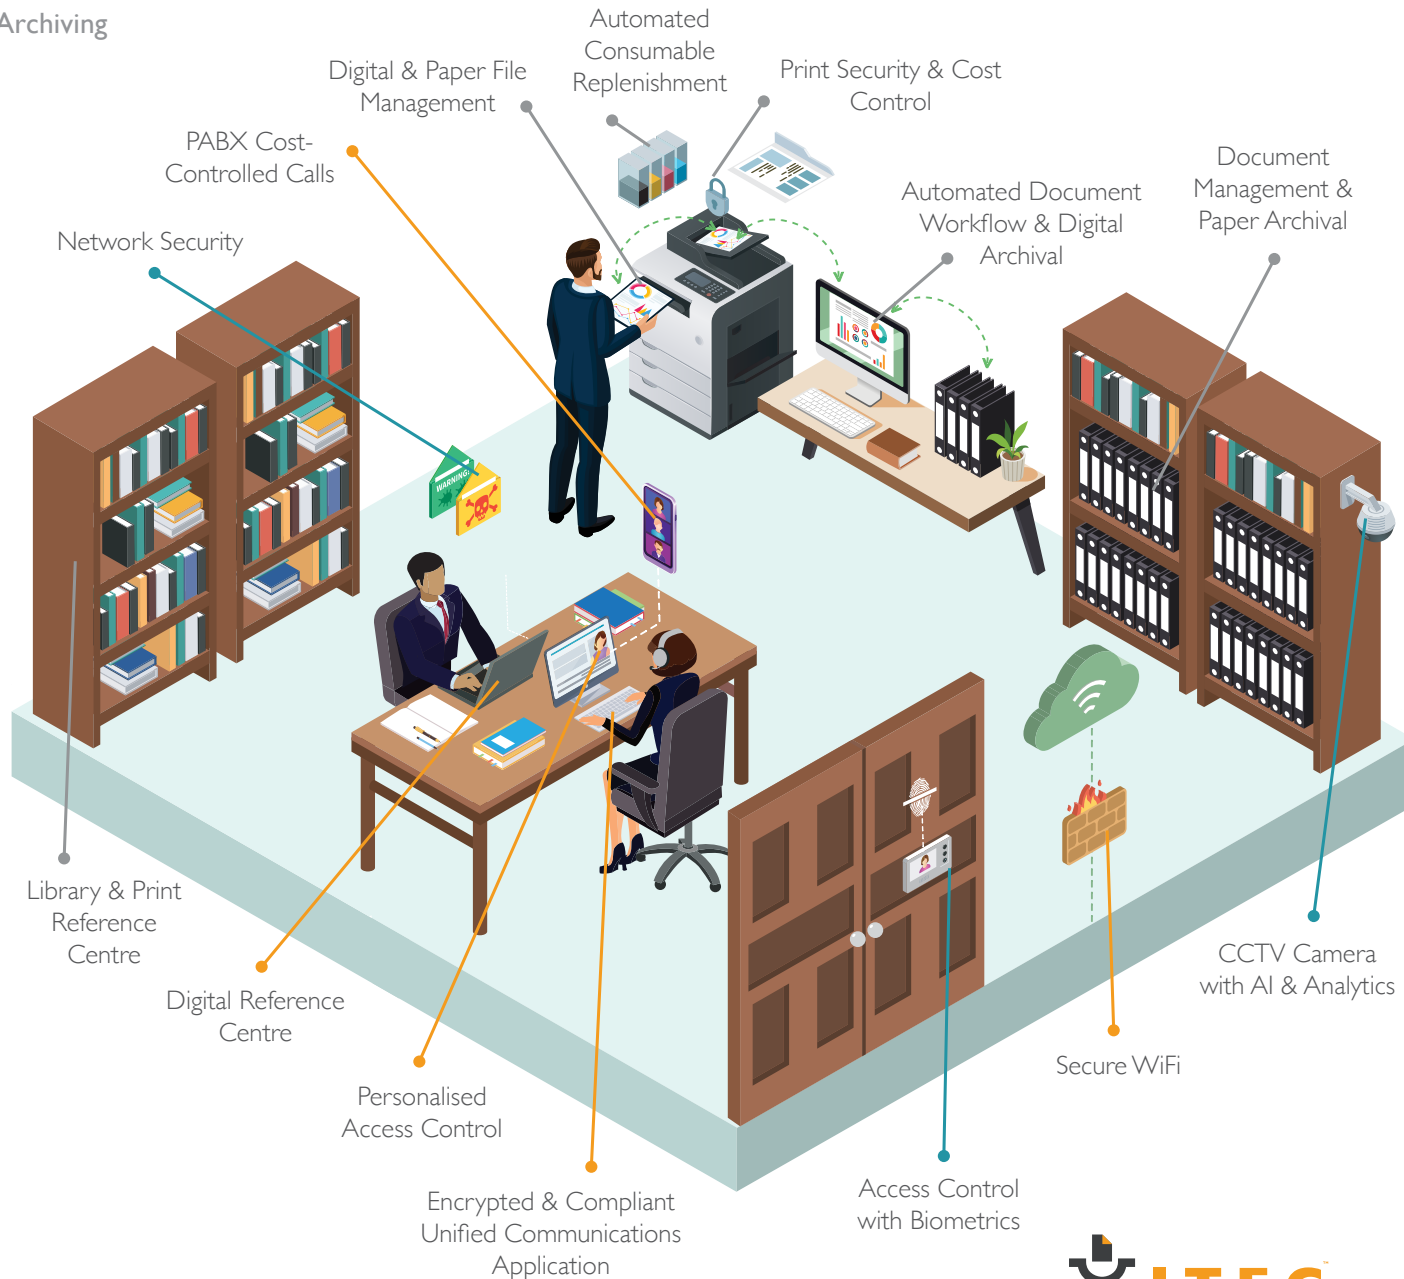 Archiving
Automated
Consumable
Replenishment
Digital & Paper File
Management
Print Security & Cost
Control
PABX Cost-
Controlled Calls
Document
Management &
Paper Archival
Automated Document
Workflow & Digital
Archival
Network Security
WARNING!
Library & Print
Reference
Centre
CCTV Camera
with AI & Analytics
Digital Reference
Centre
Secure WiFi
Personalised
Access Control
Access Control
with Biometrics
Encrypted & Compliant
Unified Communications
Application
ITEC